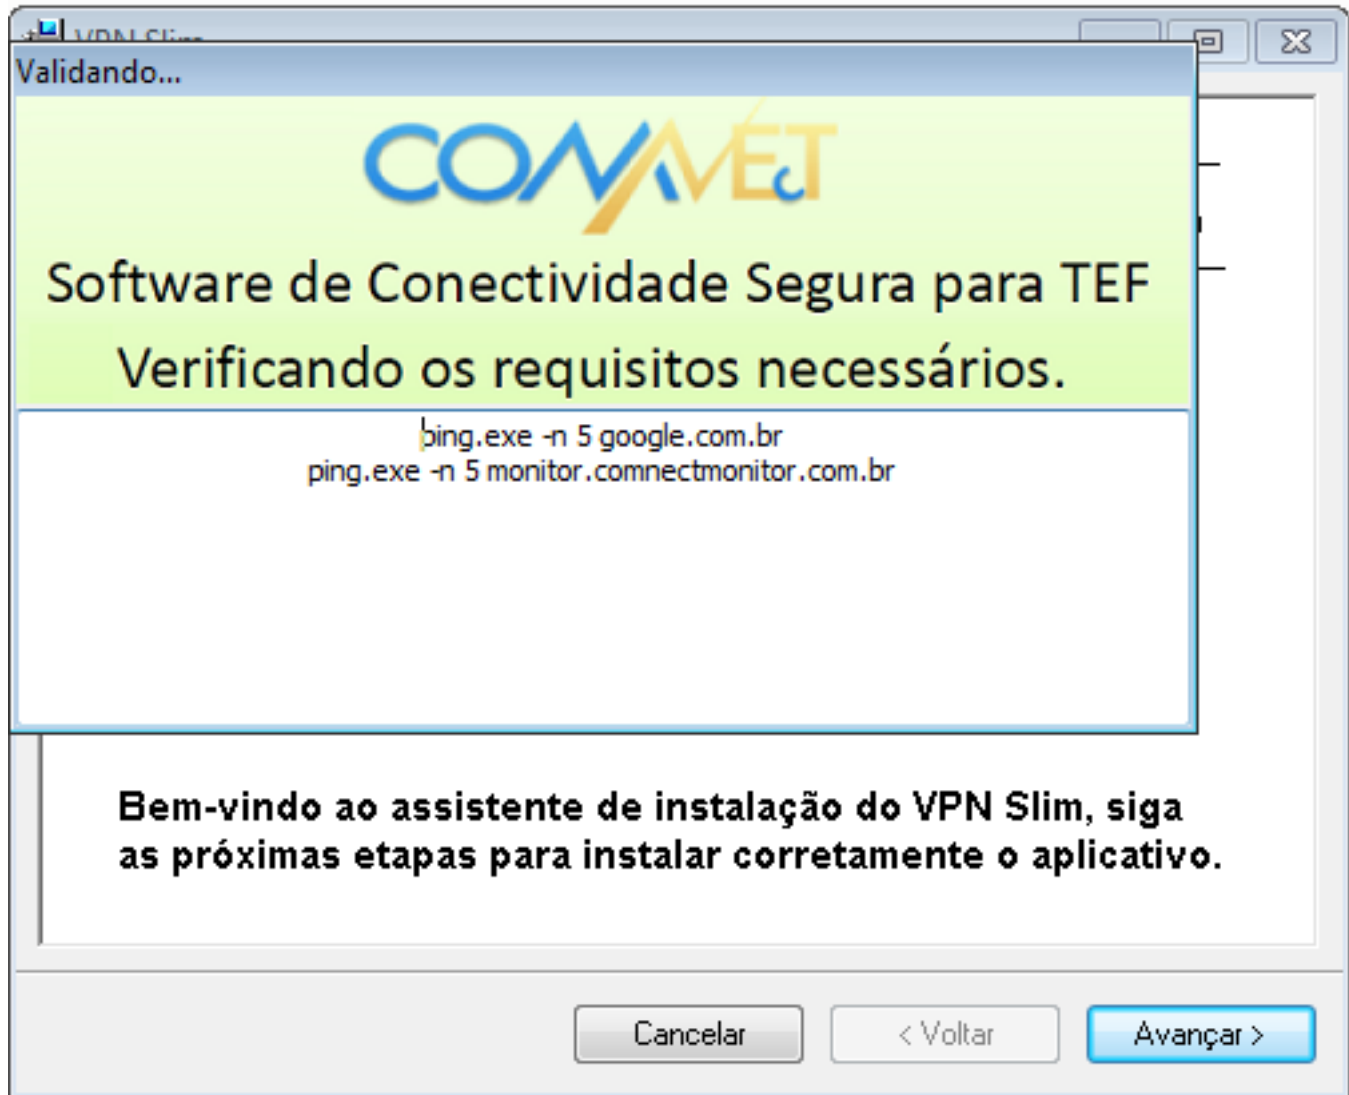 VPN Slim
Validando...
COMNECT
Software de Conectividade Segura para TEF
Verificando os requisitos necessários.
ping.exe -n 5 google.com.br
ping.exe -n 5 monitor.comnectmonitor.com.br
Bem-vindo ao assistente de instalação do VPN Slim, siga
as próximas etapas para instalar corretamente o aplicativo.
Cancelar
< Voltar
Avançar >